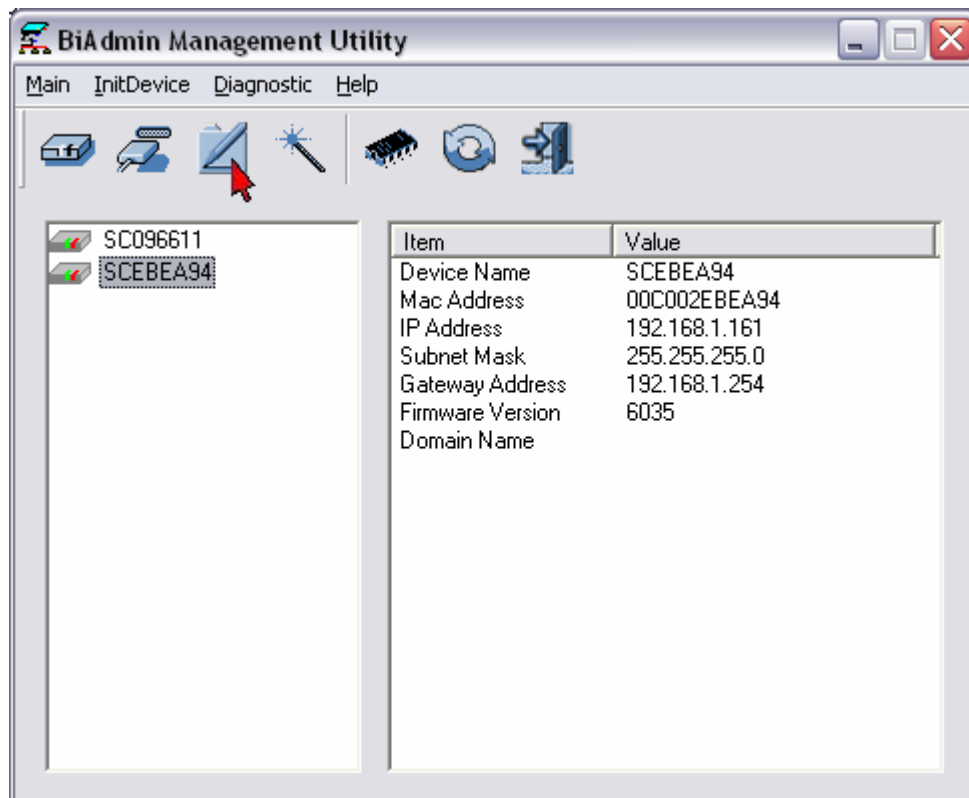 BiAdmin Management Utility
Main InitDevice Diagnostic Help
SC096611
SCEBEA94
Item Value
Device Name SCEBEA94
Mac Address 00C002EBEA94
IP Address 192.168.1.161
Subnet Mask 255.255.255.0
Gateway Address 192.168.1.254
Firmware Version 6035
Domain Name